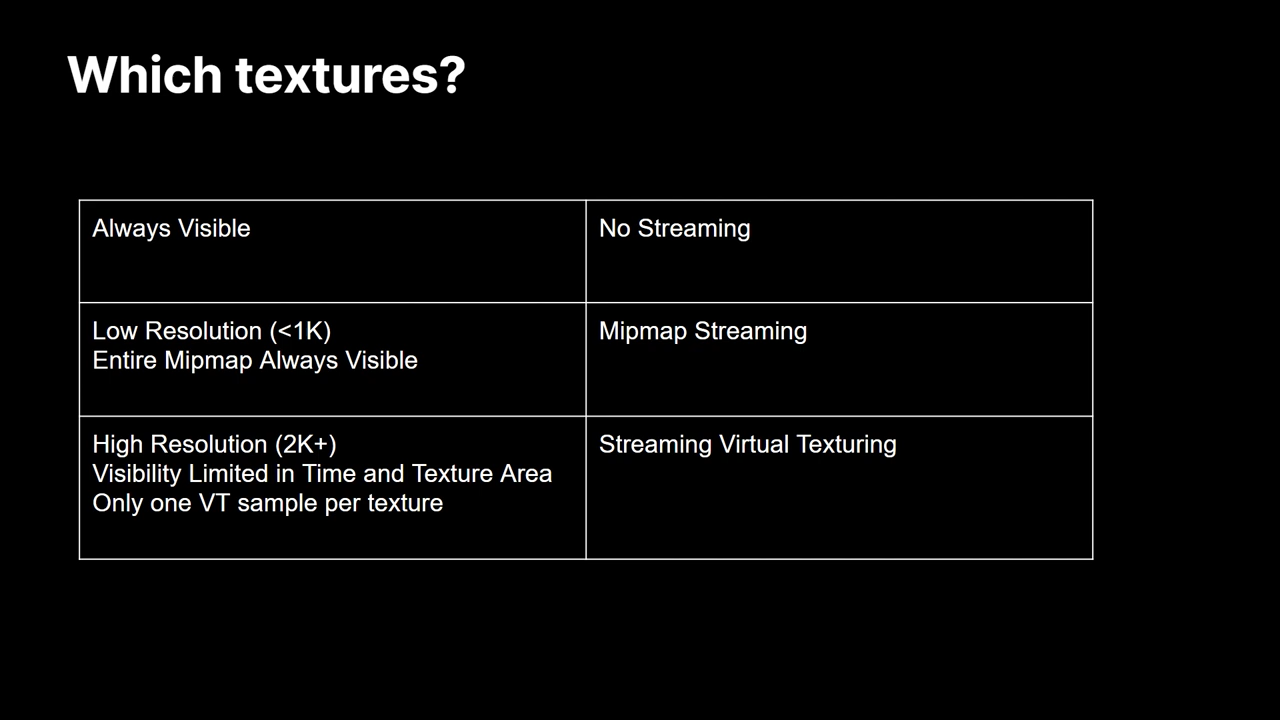 Which textures?
Always Visible
No Streaming
Low Resolution (<1K)
Entire Mipmap Always Visible
Mipmap Streaming
High Resolution (2K+)
Visibility Limited in Time and Texture Area
Only one VT sample per texture
Streaming Virtual Texturing